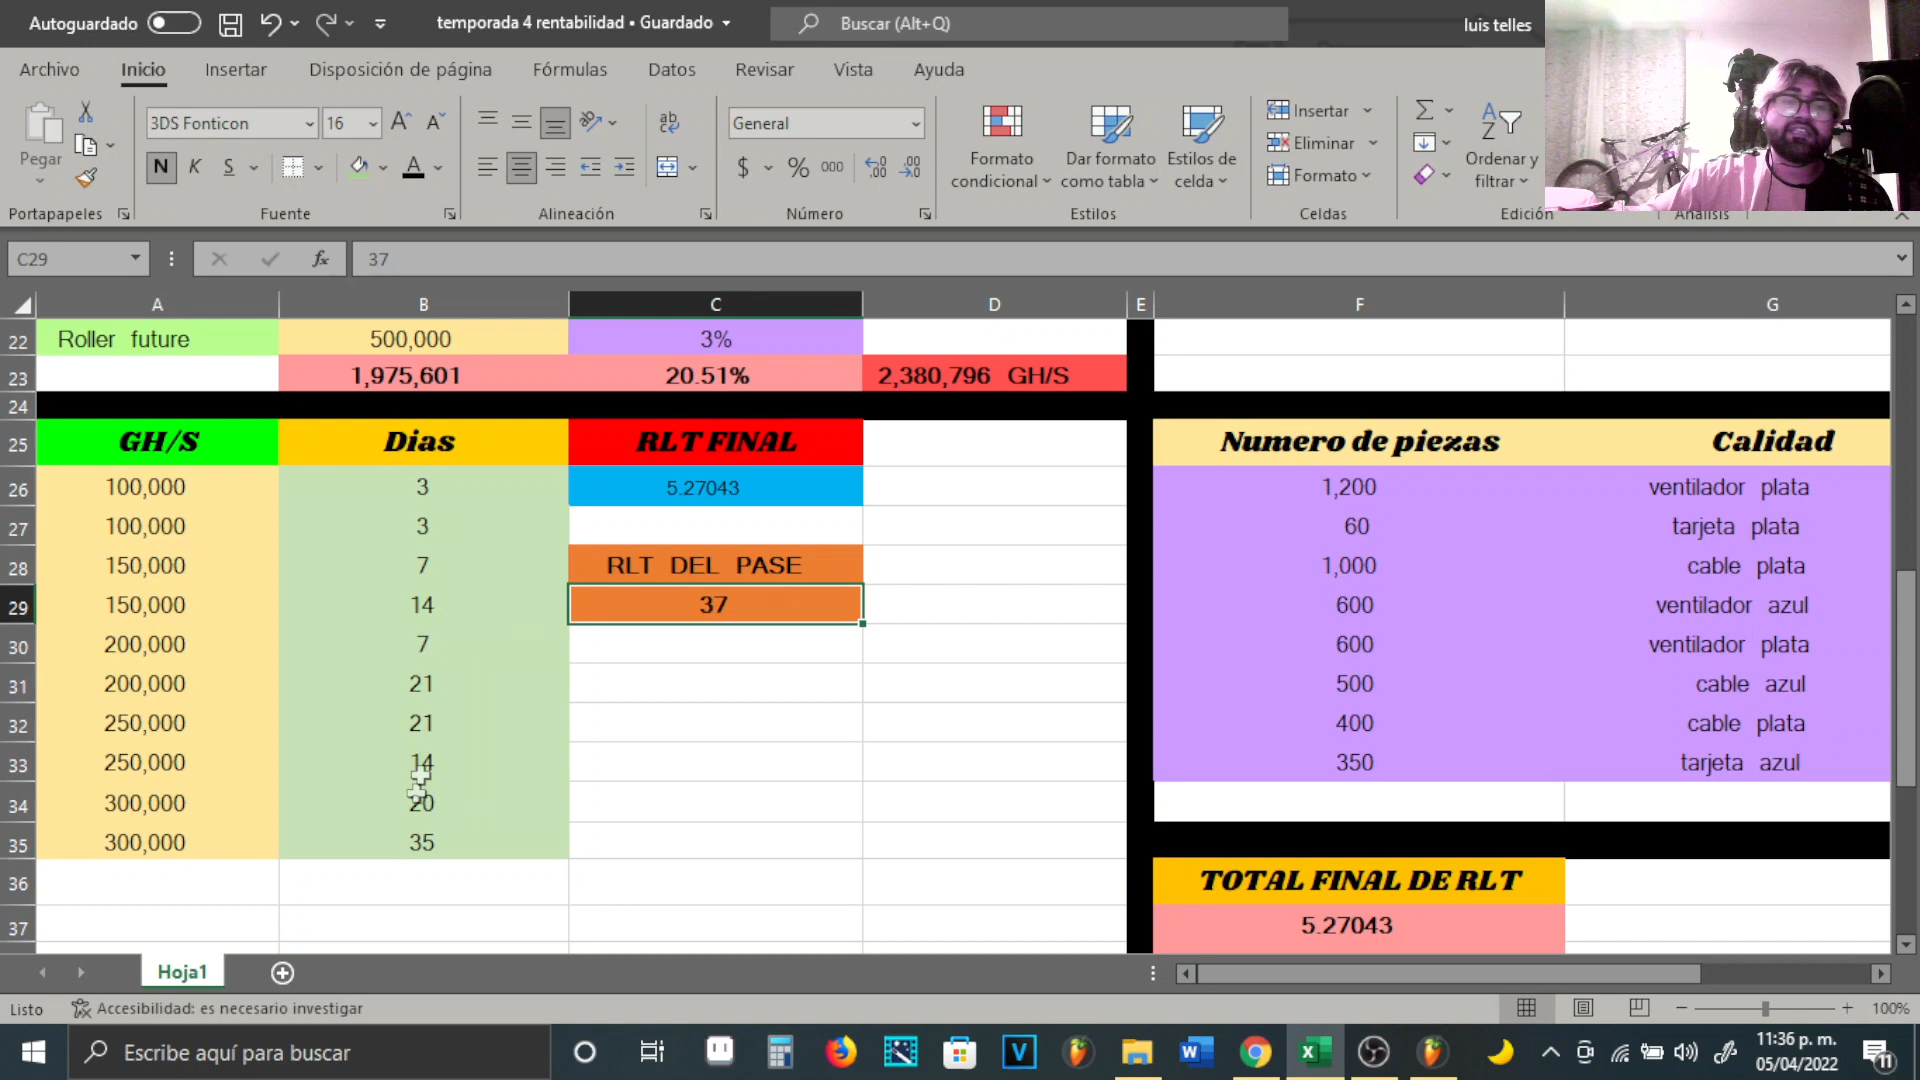 Autoguardado
temporada 4 rentabilidad • Guardado
Buscar (Alt+Q)
luis telles
Archivo Inicio Insertar Disposición de página Fórmulas Datos Revisar Vista Ayuda
Pegar
3DS Fonticon 16
N K S
General
$ % 000
Formato condicional
Dar formato como tabla
Estilos de celda
Insertar
Eliminar
Formato
Ordenar y filtrar
Portapapeles Fuente Alineación Número Estilos Celdas Edición Análisis
C29 fx 37
A B C D E F G
22 Roller future 500,000 3%
23 1,975,601 20.51% 2,380,796 GH/S
24
25 GH/S Dias RLT FINAL Numero de piezas Calidad
26 100,000 3 5.27043 1,200 ventilador plata
27 100,000 3 60 tarjeta plata
28 150,000 7 RLT DEL PASE 1,000 cable plata
29 150,000 14 37 600 ventilador azul
30 200,000 7 600 ventilador plata
31 200,000 21 500 cable azul
32 250,000 21 400 cable plata
33 250,000 14 350 tarjeta azul
34 300,000 20
35 300,000 35
36 TOTAL FINAL DE RLT
37 5.27043
Hoja1
Listo Accesibilidad: es necesario investigar 100%
Escribe aquí para buscar
11:36 p. m.
05/04/2022
11